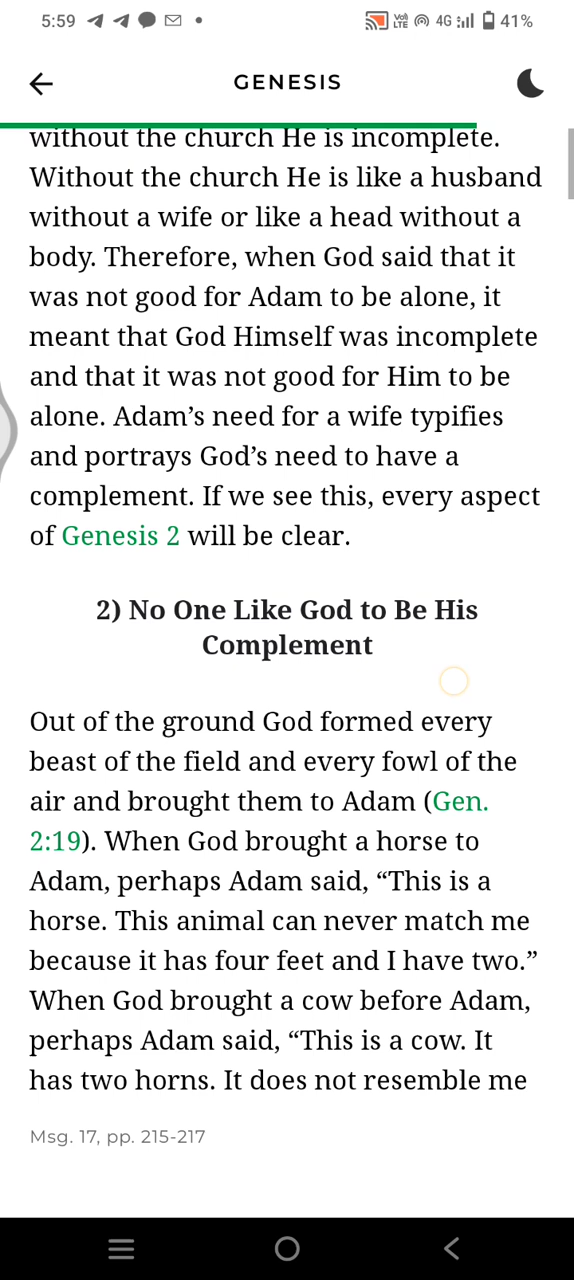 5:59
Vol) LTE 4G 41%
GENESIS
without the church He is incomplete.
Without the church He is like a husband
without a wife or like a head without a
body. Therefore, when God said that it
was not good for Adam to be alone, it
meant that God Himself was incomplete
and that it was not good for Him to be
alone. Adam’s need for a wife typifies
and portrays God’s need to have a
complement. If we see this, every aspect
of Genesis 2 will be clear.
2) No One Like God to Be His
Complement
Out of the ground God formed every
beast of the field and every fowl of the
air and brought them to Adam (Gen.
2:19). When God brought a horse to
Adam, perhaps Adam said, “This is a
horse. This animal can never match me
because it has four feet and I have two.”
When God brought a cow before Adam,
perhaps Adam said, “This is a cow. It
has two horns. It does not resemble me
Msg. 17, pp. 215-217